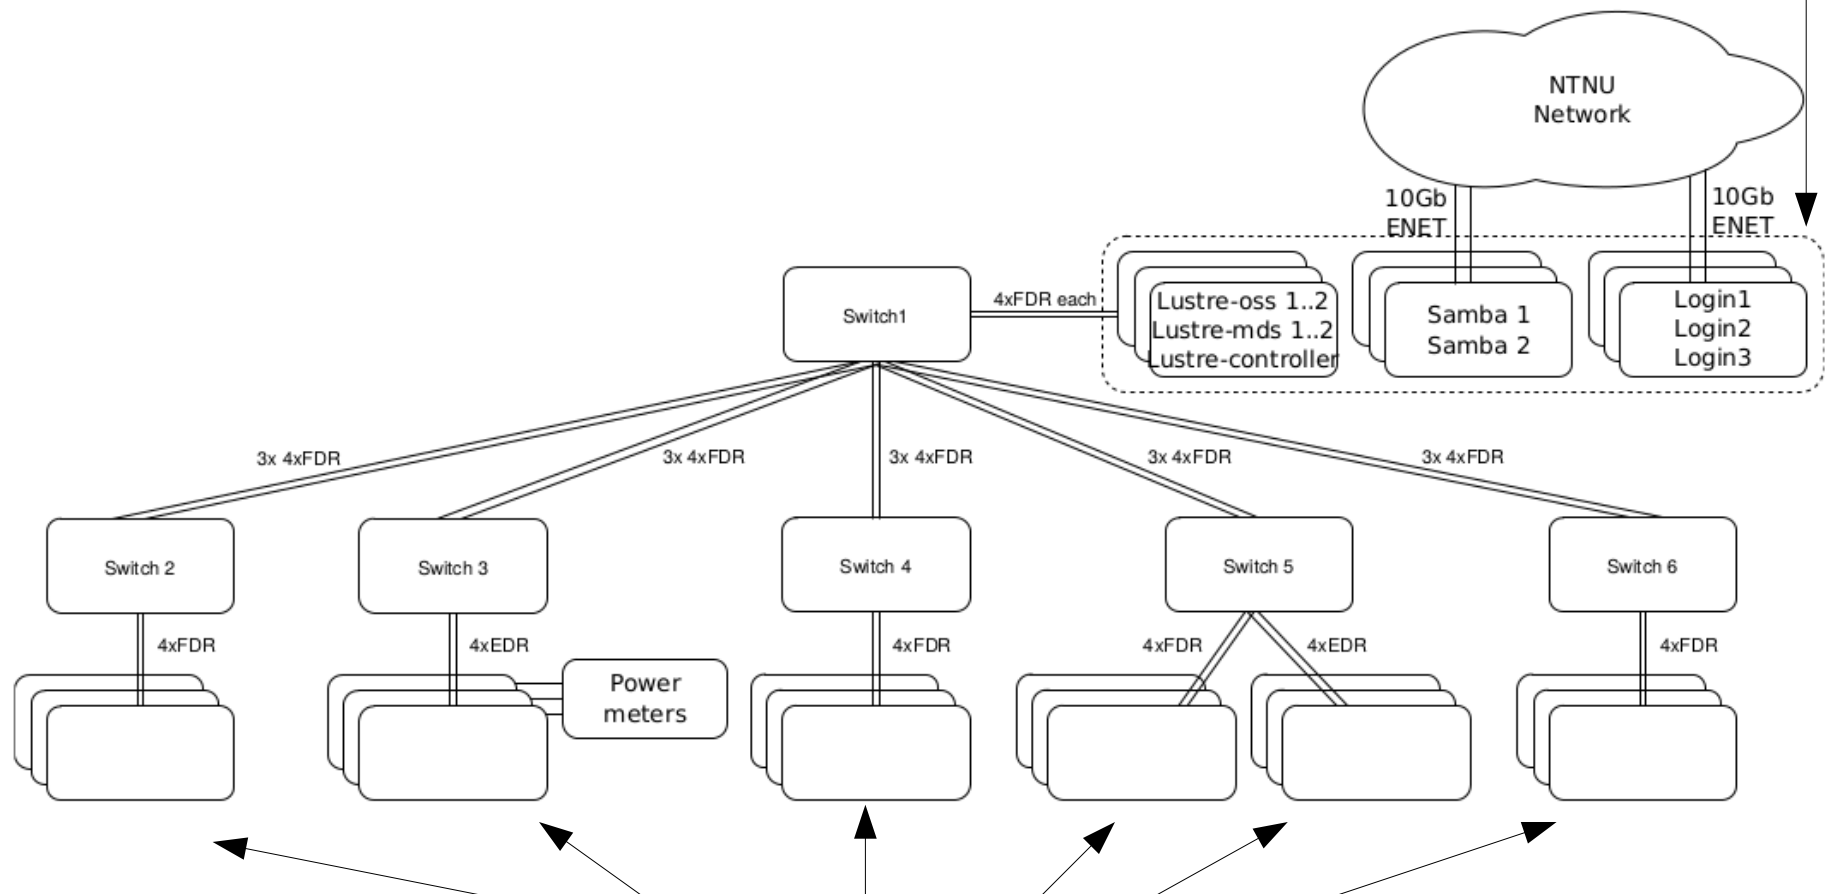 NTNU
Network
10Gb
ENET
10Gb
ENET
Switch1
4xFDR each
Lustre-oss 1..2
Lustre-mds 1..2
Lustre-controller
Samba 1
Samba 2
Login1
Login2
Login3
3x 4xFDR
3x 4xFDR
3x 4xFDR
3x 4xFDR
3x 4xFDR
Switch 2
Switch 3
Switch 4
Switch 5
Switch 6
4xFDR
4xEDR
4xFDR
4xFDR
4xEDR
4xFDR
Power
meters